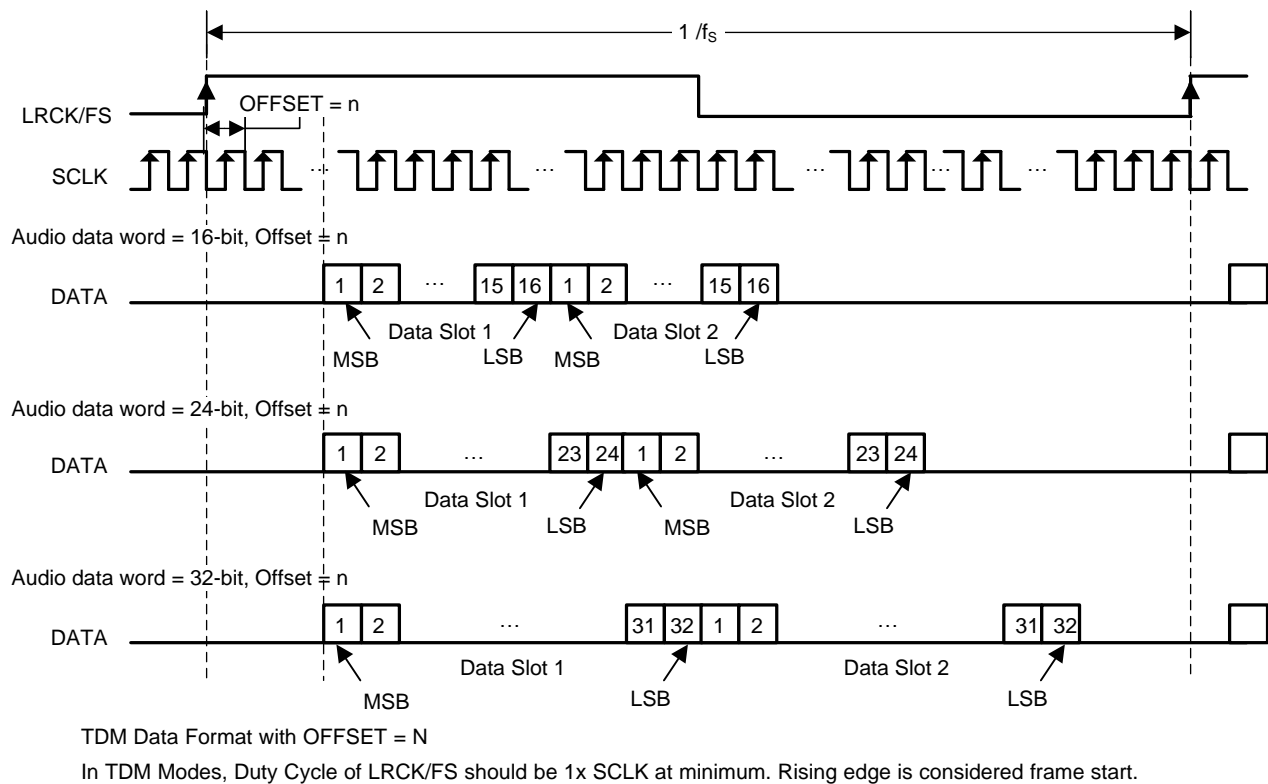 1 /fS
LRCK/FS
OFFSET = n
SCLK … … … … …
Audio data word = 16-bit, Offset = n
DATA 1 2 … 15 16 1 2 … 15 16
Data Slot 1 Data Slot 2
MSB LSB MSB LSB
Audio data word = 24-bit, Offset = n
DATA 1 2 … 23 24 1 2 … 23 24
Data Slot 1 Data Slot 2
MSB LSB MSB LSB
Audio data word = 32-bit, Offset = n
DATA 1 2 … 31 32 1 2 … 31 32
Data Slot 1 Data Slot 2
MSB LSB LSB
TDM Data Format with OFFSET = N
In TDM Modes, Duty Cycle of LRCK/FS should be 1x SCLK at minimum. Rising edge is considered frame start.